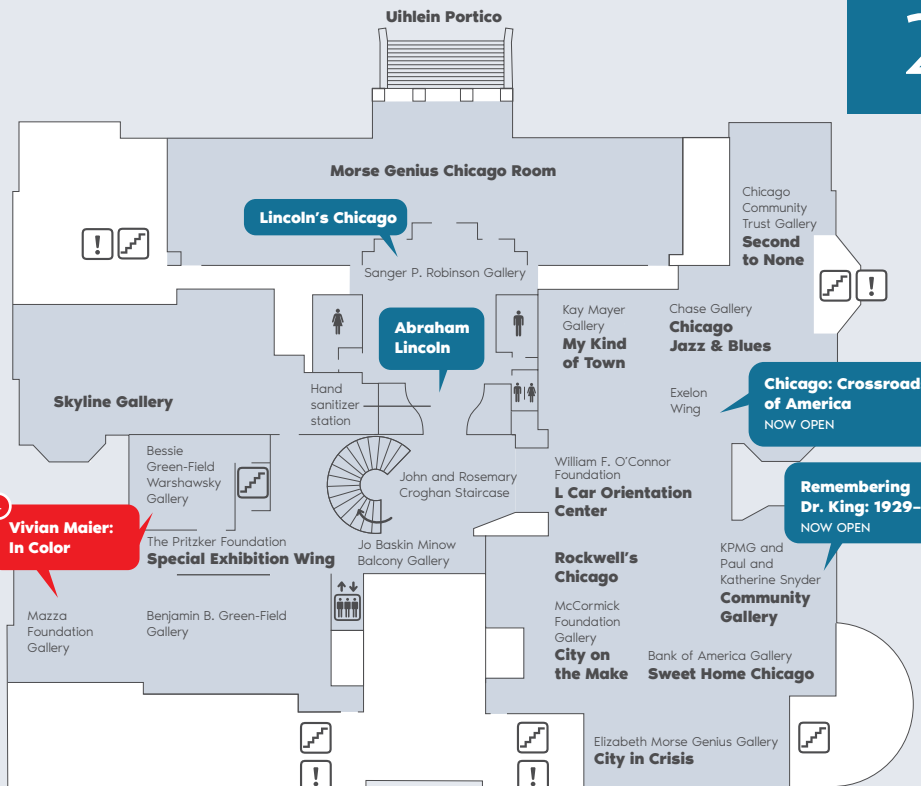 Uihlein Portico
2
Morse Genius Chicago Room
Lincoln's Chicago
Sanger P. Robinson Gallery
Chicago
Community
Trust Gallery
Second
to None
!
!
Abraham
Lincoln
Kay Mayer
Gallery
My Kind
of Town
Chase Gallery
Chicago
Jazz & Blues
Skyline Gallery
Hand
sanitizer
station
Exelon
Wing
Chicago: Crossroad
of America
NOW OPEN
Bessie
Green-Field
Warshawsky
Gallery
John and Rosemary
Croghan Staircase
William F. O'Connor
Foundation
L Car Orientation
Center
Remembering
Dr. King: 1929–
NOW OPEN
Vivian Maier:
In Color
The Pritzker Foundation
Special Exhibition Wing
Jo Baskin Minow
Balcony Gallery
Rockwell's
Chicago
KPMG and
Paul and
Katherine Snyder
Community
Gallery
Mazza
Foundation
Gallery
Benjamin B. Green-Field
Gallery
McCormick
Foundation
Gallery
City on
the Make
Bank of America Gallery
Sweet Home Chicago
Elizabeth Morse Genius Gallery
City in Crisis
!
!